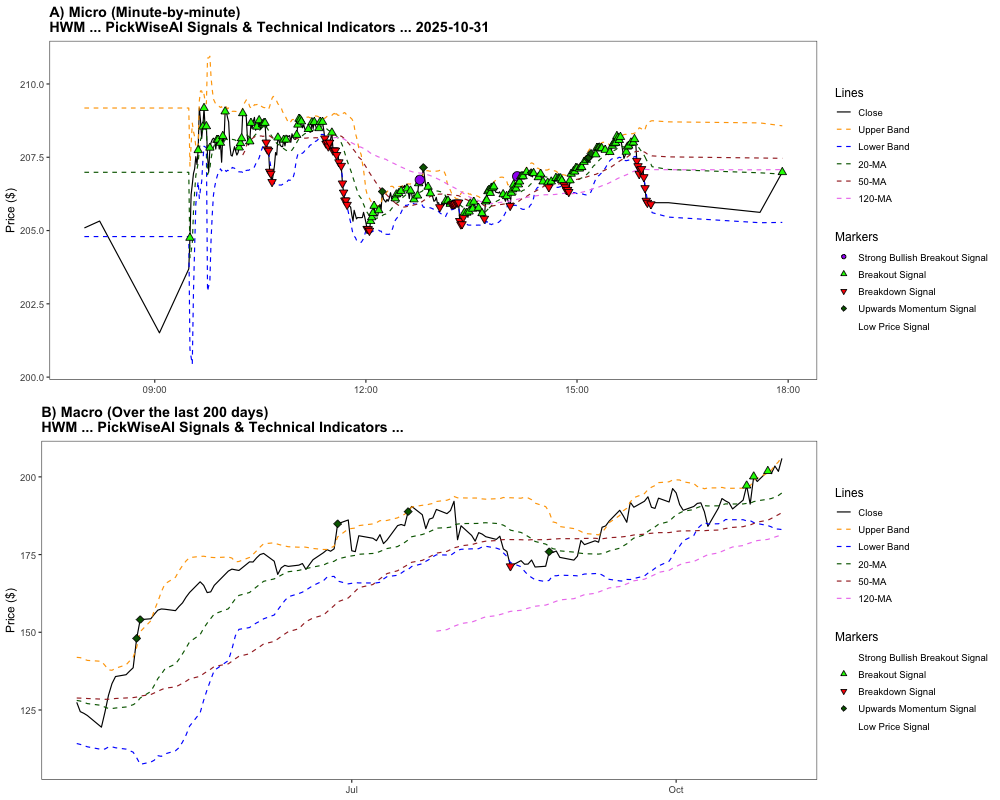 A) Micro (Minute-by-minute)
HWM ... PickWiseAI Signals & Technical Indicators ... 2025-10-31
Price ($)
210.0
207.5
205.0
202.5
200.0
09:00
12:00
15:00
18:00
Lines
Close
Upper Band
Lower Band
20-MA
50-MA
120-MA
Markers
Strong Bullish Breakout Signal
Breakout Signal
Breakdown Signal
Upwards Momentum Signal
Low Price Signal
B) Macro (Over the last 200 days)
HWM ... PickWiseAI Signals & Technical Indicators ...
Price ($)
200
175
150
125
Jul
Oct
Lines
Close
Upper Band
Lower Band
20-MA
50-MA
120-MA
Markers
Strong Bullish Breakout Signal
Breakout Signal
Breakdown Signal
Upwards Momentum Signal
Low Price Signal